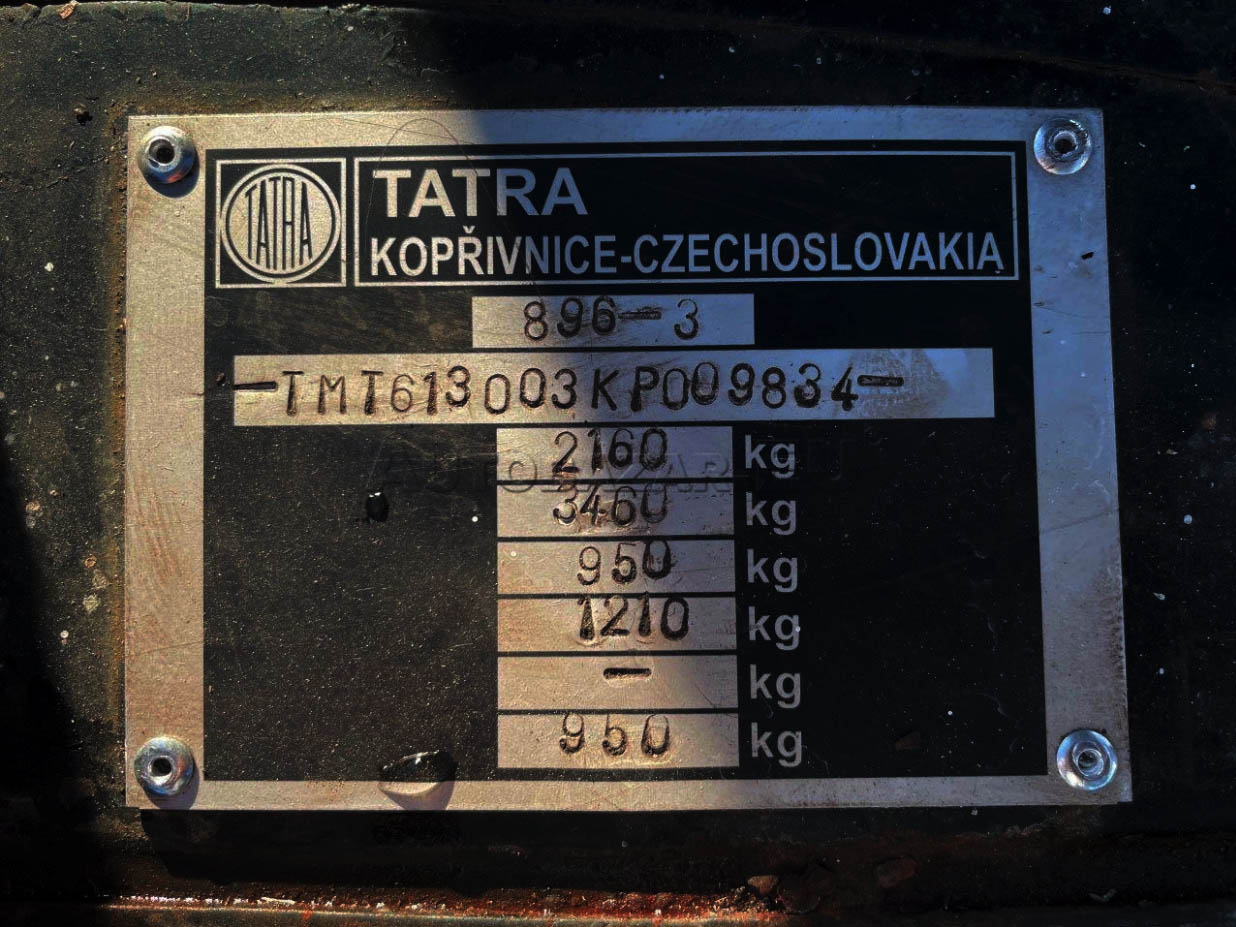 TATRA
TATRA
KOPŘIVNICE-CZECHOSLOVAKIA
896-3
-TMT613003KP009834-
2160 kg
3460 kg
950 kg
1210 kg
- kg
950 kg